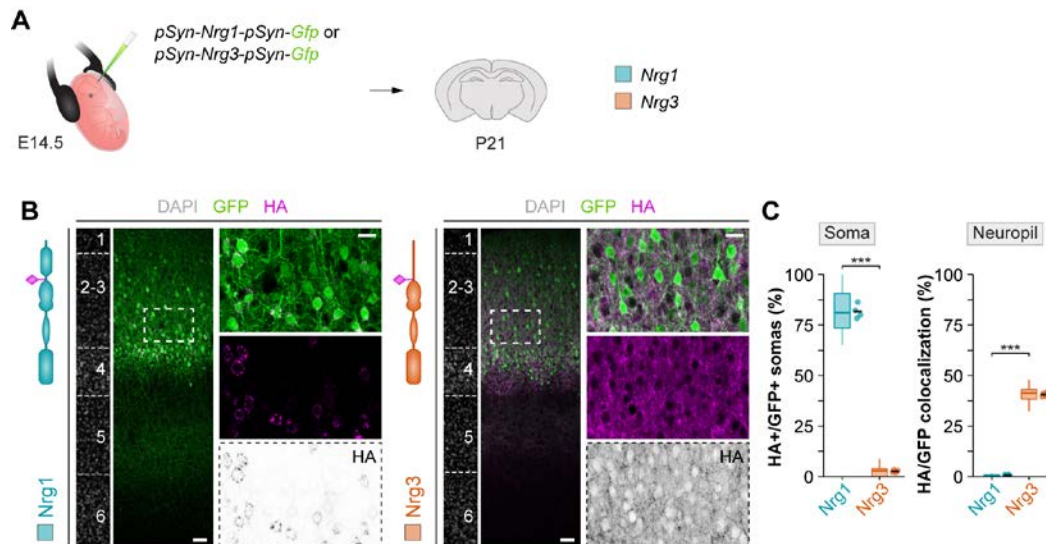 A
pSyn-Nrg1-pSyn-Gfp or
pSyn-Nrg3-pSyn-Gfp
E14.5
P21
Nrg1
Nrg3
B
DAPI GFP HA
1
2-3
4
5
6
HA
Nrg1
DAPI GFP HA
1
2-3
4
5
6
HA
Nrg3
C
Soma
***
HA+/GFP+ somas (%)
100
75
50
25
0
Nrg1
Nrg3
Neuropil
***
HA/GFP colocalization (%)
100
75
50
25
0
Nrg1
Nrg3